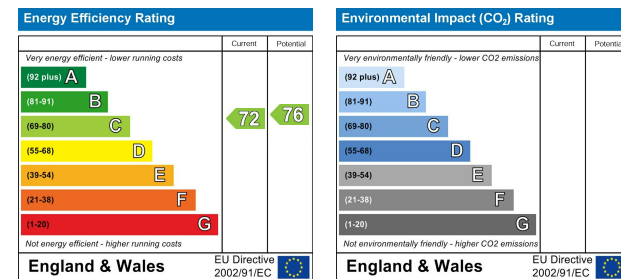 Energy Efficiency Rating
Current Potential
Very energy efficient - lower running costs
(92 plus) A
(81-91) B
(69-80) C
72 76
(55-68) D
(39-54) E
(21-38) F
(1-20) G
Not energy efficient - higher running costs
England & Wales
EU Directive
2002/91/EC
Environmental Impact (CO₂) Rating
Current Potential
Very environmentally friendly - lower CO2 emissions
(92 plus) A
(81-91) B
(69-80) C
(55-68) D
(39-54) E
(21-38) F
(1-20) G
Not environmentally friendly - higher CO2 emissions
England & Wales
EU Directive
2002/91/EC